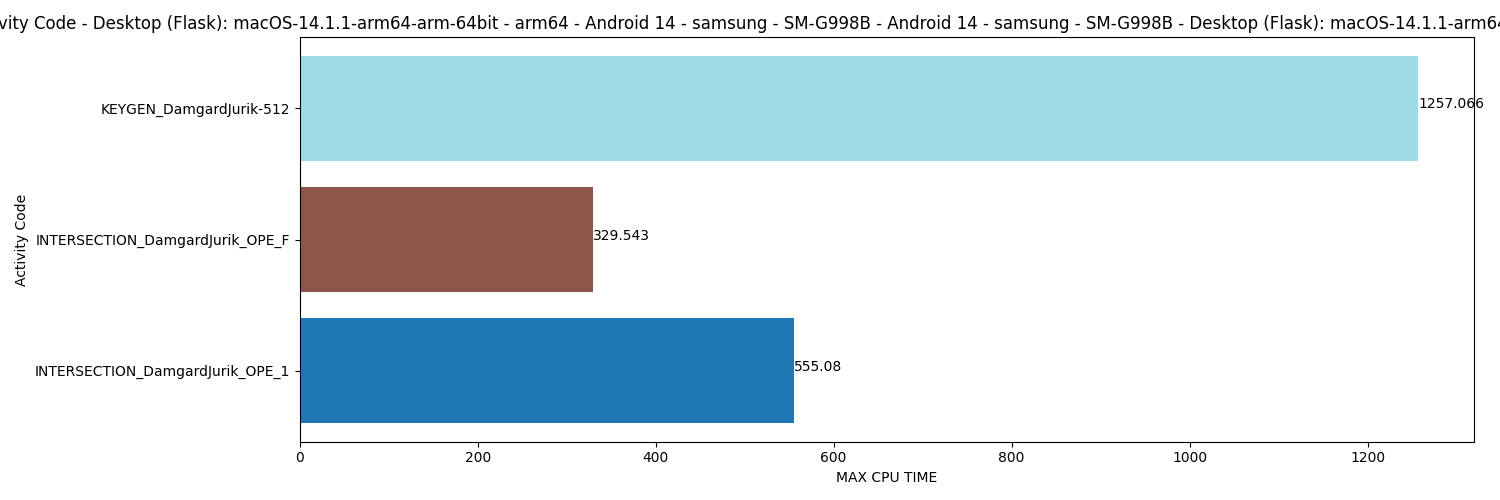 vity Code - Desktop (Flask): macOS-14.1.1-arm64-arm-64bit - arm64 - Android 14 - samsung - SM-G998B - Android 14 - samsung - SM-G998B - Desktop (Flask): macOS-14.1.1-arm64
KEYGEN_DamgardJurik-512
1257.066
INTERSECTION_DamgardJurik_OPE_F
329.543
INTERSECTION_DamgardJurik_OPE_1
555.08
Activity Code
0 200 400 600 800 1000 1200
MAX CPU TIME